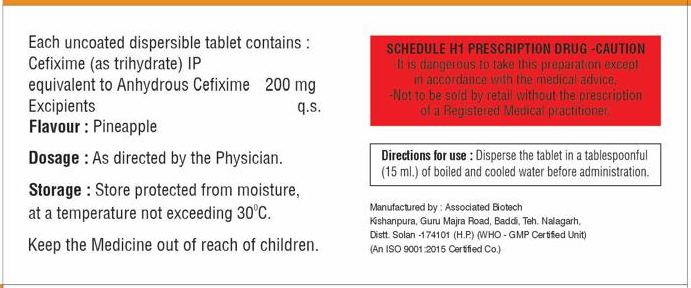 Each uncoated dispersible tablet contains :
Cefixime (as trihydrate) IP
equivalent to Anhydrous Cefixime 200 mg
Excipients q.s.
Flavour : Pineapple
Dosage : As directed by the Physician.
Storage : Store protected from moisture,
at a temperature not exceeding 30⁰C.
Keep the Medicine out of reach of children.
SCHEDULE H1 PRESCRIPTION DRUG -CAUTION
-It is dangerous to take this preparation except
in accordance with the medical advice.
-Not to be sold by retail without the prescription
of a Registered Medical practitioner.
Directions for use : Disperse the tablet in a tablespoonful
(15 ml.) of boiled and cooled water before administration.
Manufactured by : Associated Biotech
Kishanpura, Guru Majra Road, Baddi, Teh. Nalagarh,
Distt. Solan -174101 (H.P.) (WHO - GMP Certified Unit)
(An ISO 9001:2015 Certified Co.)